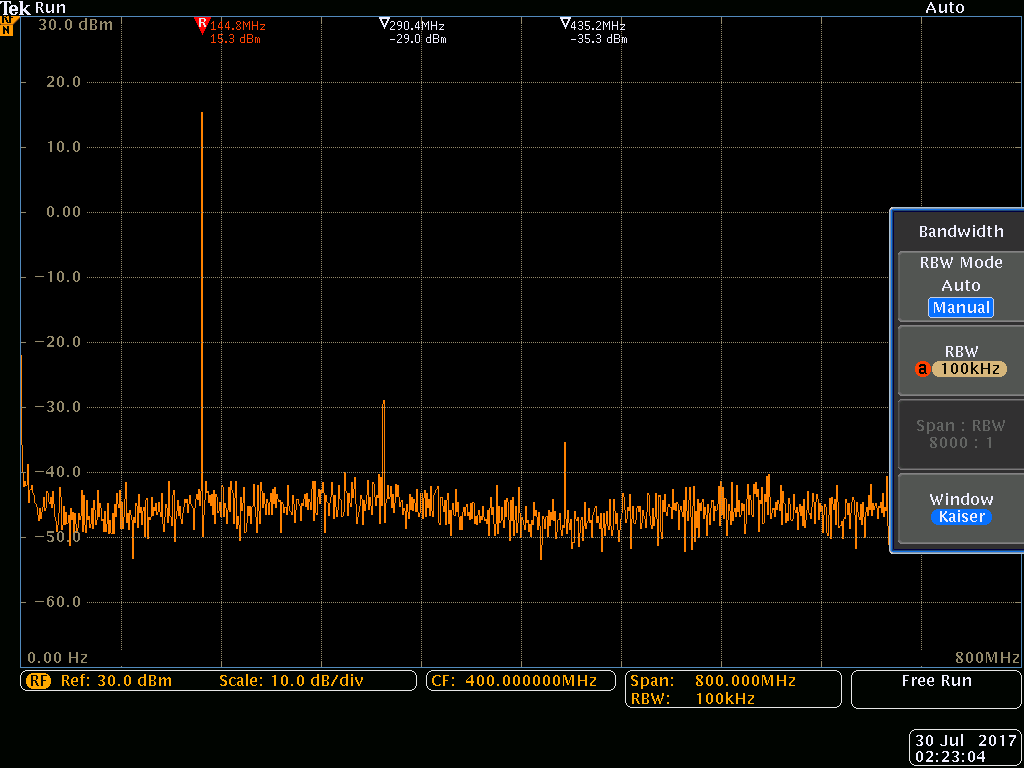 Tek Run Auto
RF
N
30.0 dBm
R 144.8MHz
15.3 dBm
290.4MHz
-29.0 dBm
435.2MHz
-35.3 dBm
20.0
10.0
0.00
-10.0
-20.0
-30.0
-40.0
-50.0
-60.0
0.00 Hz
800MHz
Bandwidth
RBW Mode
Auto
Manual
RBW
a 100kHz
Span : RBW
8000 : 1
Window
Kaiser
RF Ref: 30.0 dBm Scale: 10.0 dB/div
CF: 400.000000MHz
Span: 800.000MHz
RBW: 100kHz
Free Run
30 Jul 2017
02:23:04